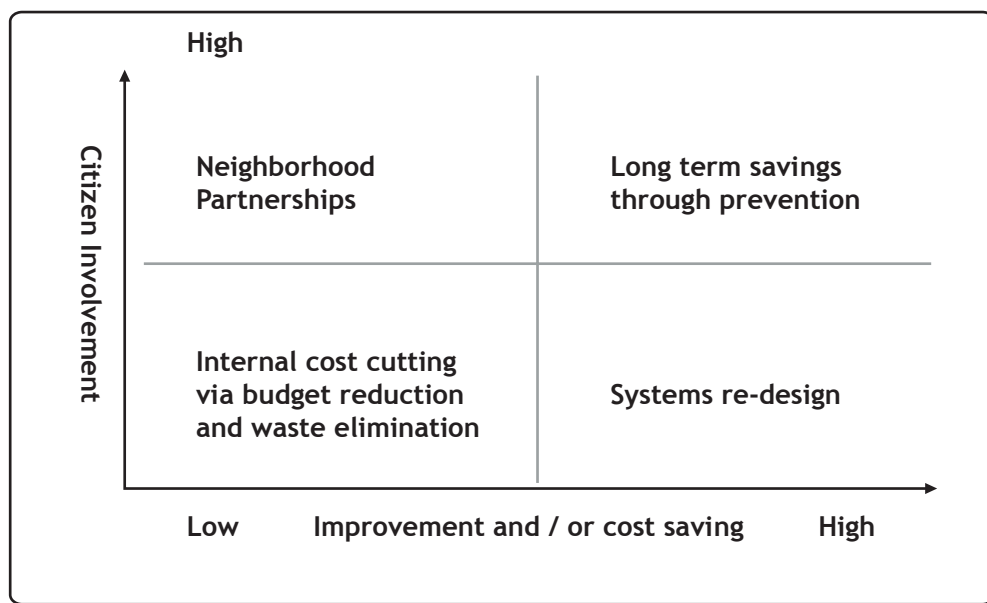 High
Citizen Involvement
Neighborhood
Partnerships
Long term savings
through prevention
Internal cost cutting
via budget reduction
and waste elimination
Systems re-design
Low
Improvement and / or cost saving
High